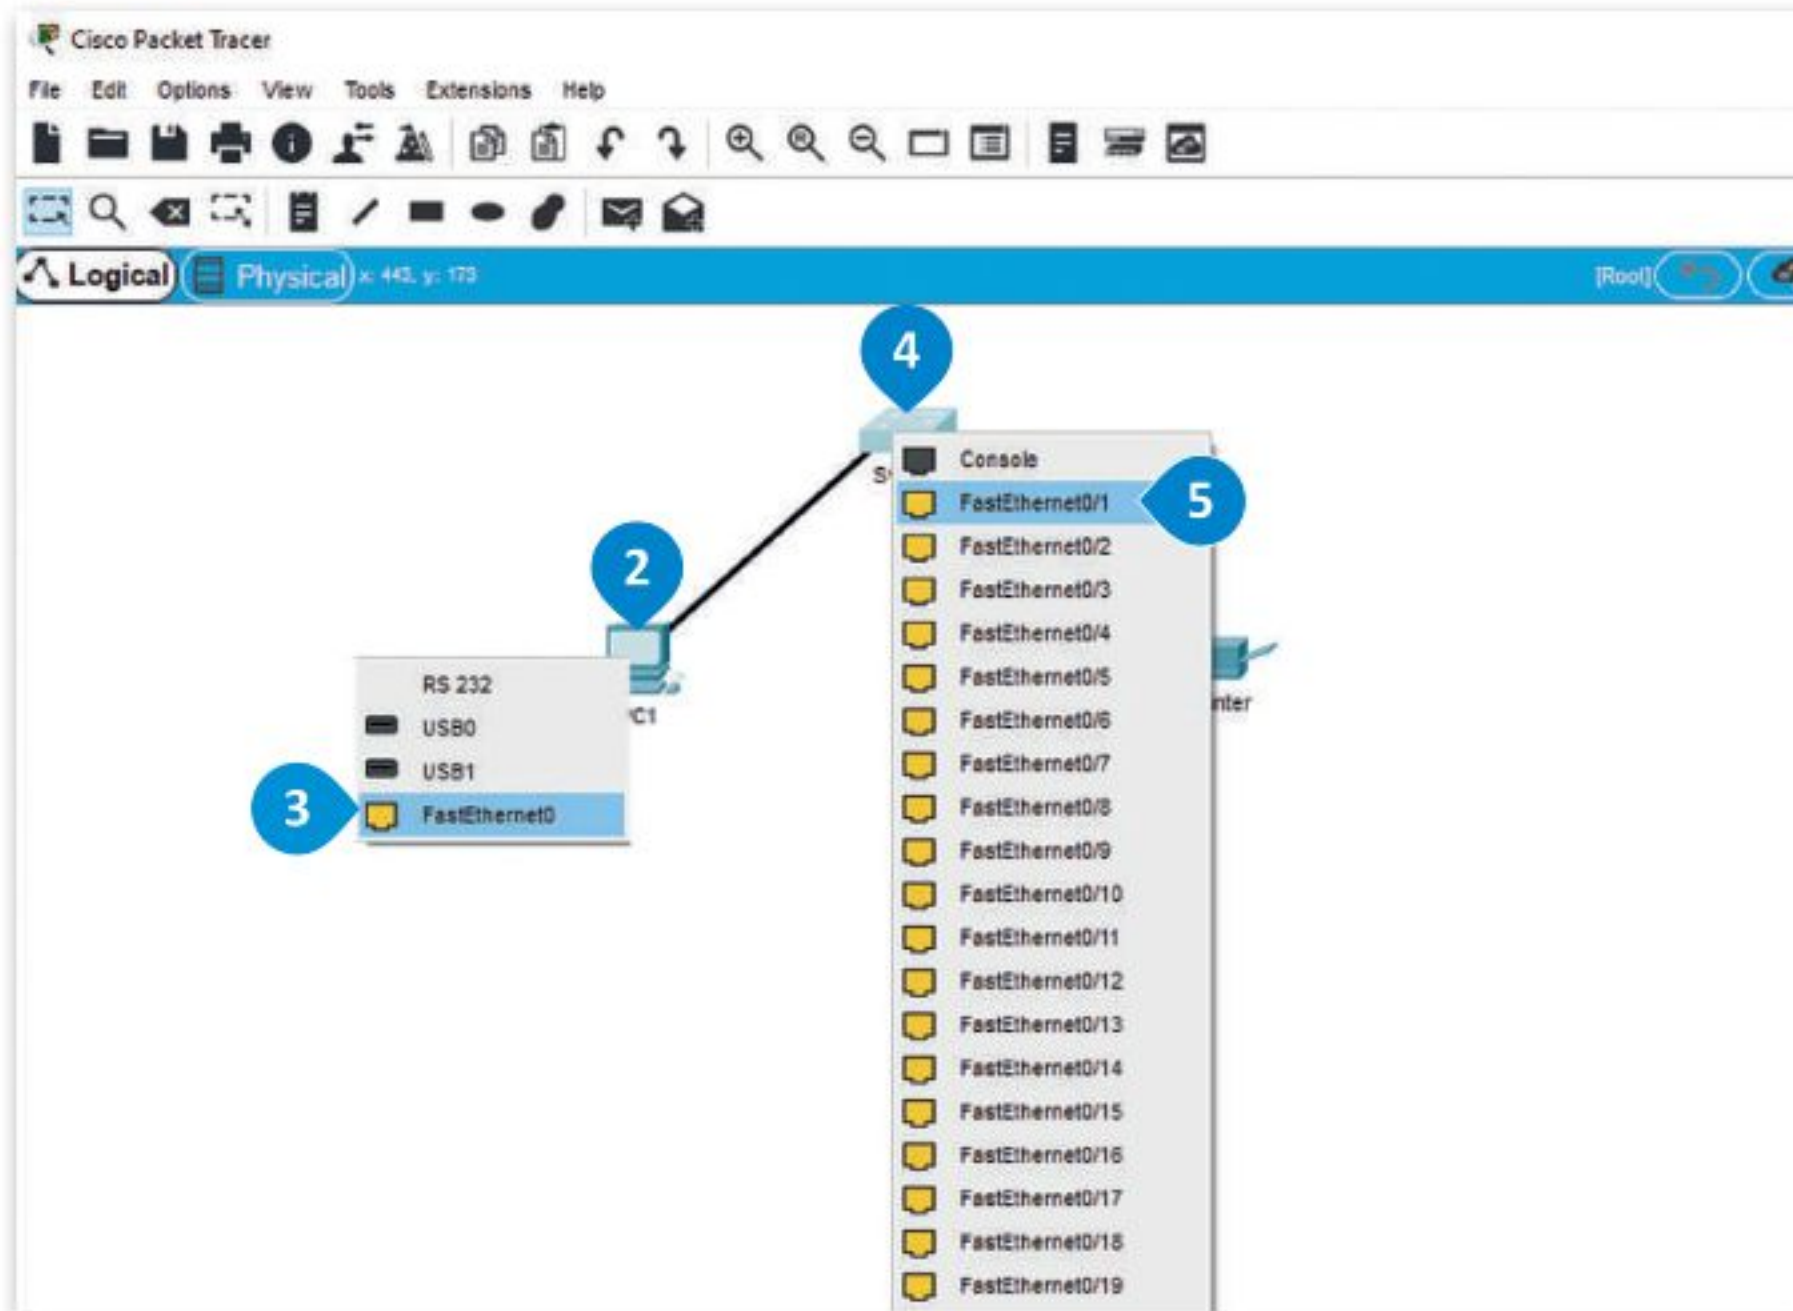 Cisco Packet Tracer
File Edit Options View Tools Extensions Help
Logical Physical x: 443, y: 173 [Root]
4
Console
FastEthernet0/1
5
FastEthernet0/2
FastEthernet0/3
FastEthernet0/4
FastEthernet0/5
FastEthernet0/6
FastEthernet0/7
FastEthernet0/8
FastEthernet0/9
FastEthernet0/10
FastEthernet0/11
FastEthernet0/12
FastEthernet0/13
FastEthernet0/14
FastEthernet0/15
FastEthernet0/16
FastEthernet0/17
FastEthernet0/18
FastEthernet0/19
2
C1
RS 232
USB0
USB1
3
FastEthernet0
nter